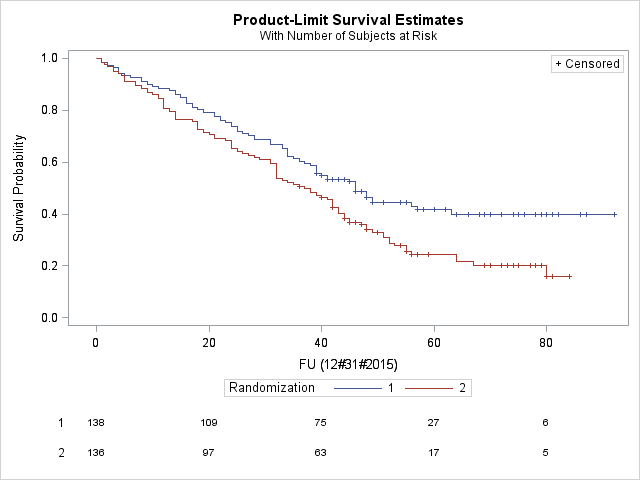 Product-Limit Survival Estimates
With Number of Subjects at Risk
+ Censored
1.0
0.8
0.6
0.4
0.2
0.0
Survival Probability
0 20 40 60 80
FU (12#31#2015)
Randomization 1 2
1 138 109 75 27 6
2 136 97 63 17 5